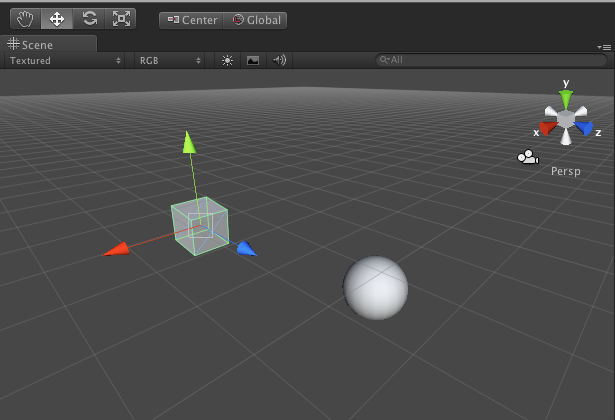 Center Global
Scene
Textured RGB All
y
x z
Persp